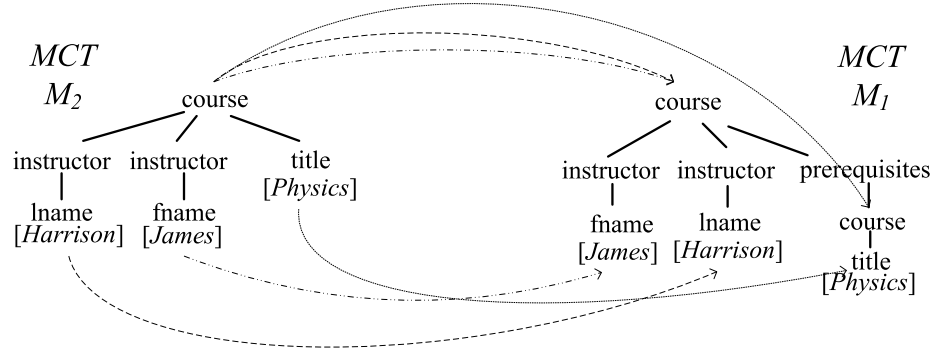 MCT
M2
MCT
M1
course
course
instructor instructor title
[Physics]
instructor instructor prerequisites
lname fname
[Harrison] [James]
fname lname
[James] [Harrison]
course
title
[Physics]